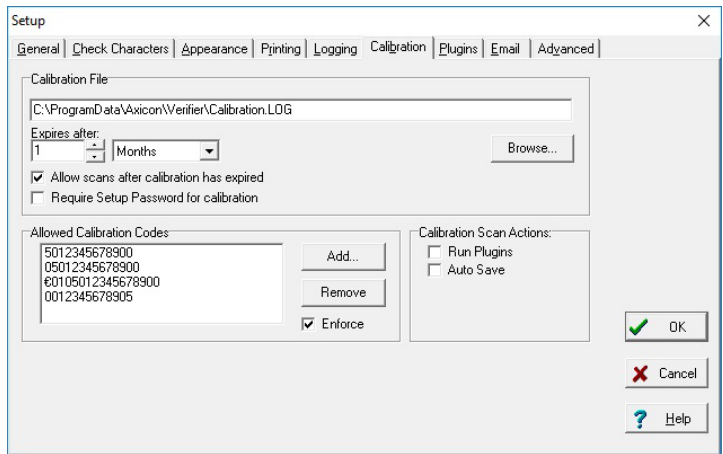 Setup
General Check Characters Appearance Printing Logging Calibration Plugins Email Advanced
Calibration File
C:\ProgramData\Axicon\Verifier\Calibration.LOG
Expires after:
1 Months Browse...
Allow scans after calibration has expired
Require Setup Password for calibration
Allowed Calibration Codes
5012345678900
05012345678900
€0105012345678900
0012345678905
Add...
Remove
Enforce
Calibration Scan Actions:
Run Plugins
Auto Save
OK
Cancel
Help